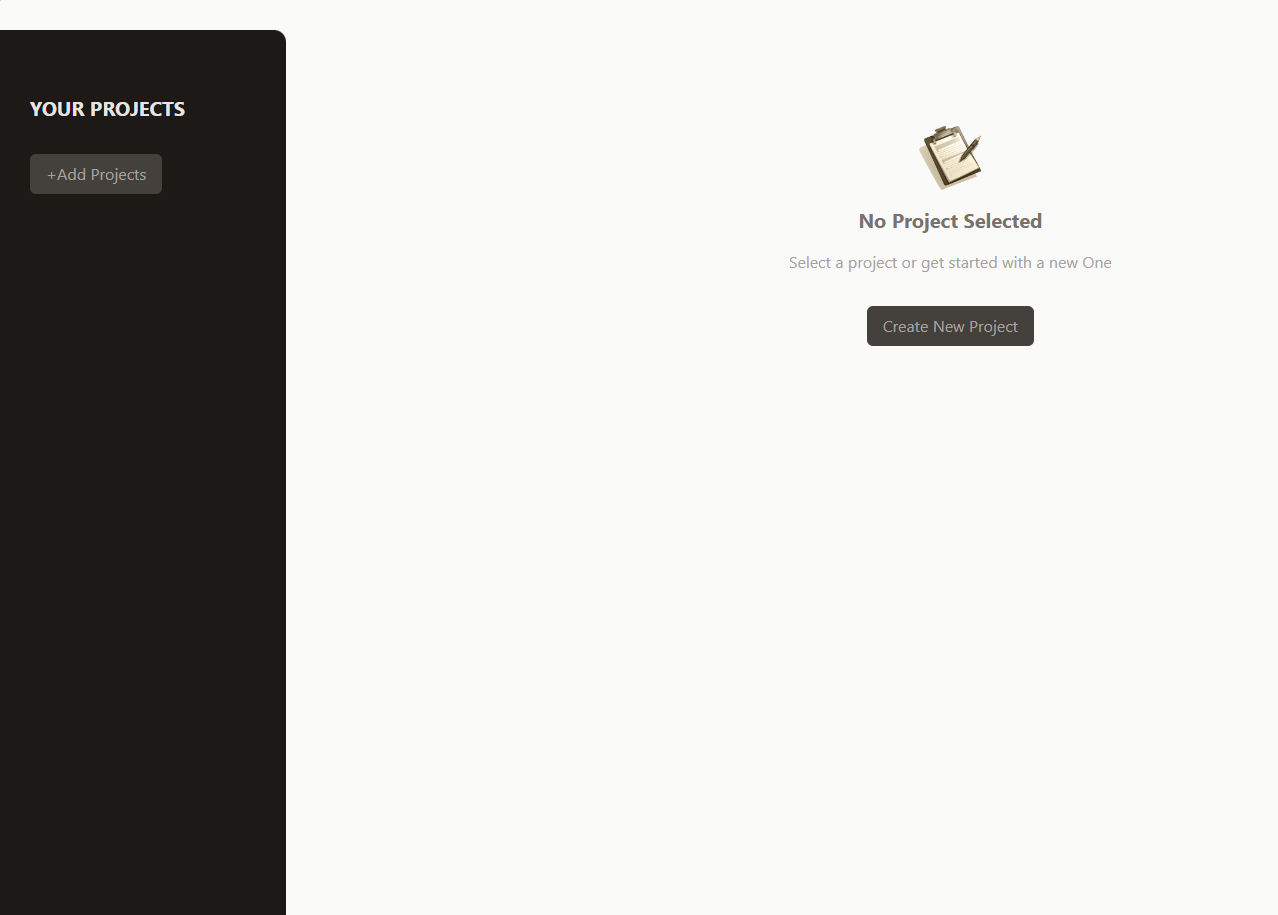 YOUR PROJECTS
+Add Projects
No Project Selected
Select a project or get started with a new One
Create New Project